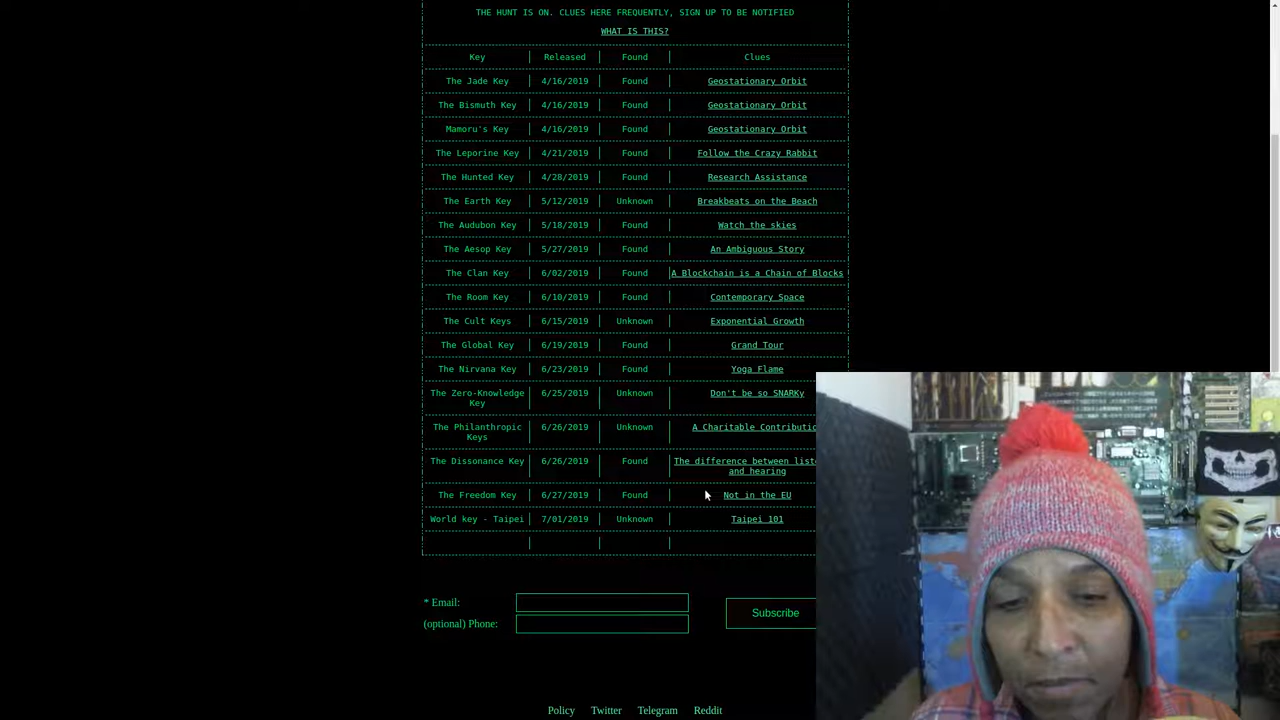 THE HUNT IS ON. CLUES HERE FREQUENTLY, SIGN UP TO BE NOTIFIED
WHAT IS THIS?
Key Released Found Clues
The Jade Key 4/16/2019 Found Geostationary Orbit
The Bismuth Key 4/16/2019 Found Geostationary Orbit
Mamoru's Key 4/16/2019 Found Geostationary Orbit
The Leporine Key 4/21/2019 Found Follow the Crazy Rabbit
The Hunted Key 4/28/2019 Found Research Assistance
The Earth Key 5/12/2019 Unknown Breakbeats on the Beach
The Audubon Key 5/18/2019 Found Watch the skies
The Aesop Key 5/27/2019 Found An Ambiguous Story
The Clan Key 6/02/2019 Found A Blockchain is a Chain of Blocks
The Room Key 6/10/2019 Found Contemporary Space
The Cult Keys 6/15/2019 Unknown Exponential Growth
The Global Key 6/19/2019 Found Grand Tour
The Nirvana Key 6/23/2019 Found Yoga Flame
The Zero-Knowledge 6/25/2019 Unknown Don't be so SNARKy
Key
The Philanthropic 6/26/2019 Unknown A Charitable Contributio
Keys
The Dissonance Key 6/26/2019 Found The difference between liste
and hearing
The Freedom Key 6/27/2019 Found Not in the EU
World key - Taipei 7/01/2019 Unknown Taipei 101
* Email:
Subscribe
(optional) Phone:
Policy Twitter Telegram Reddit